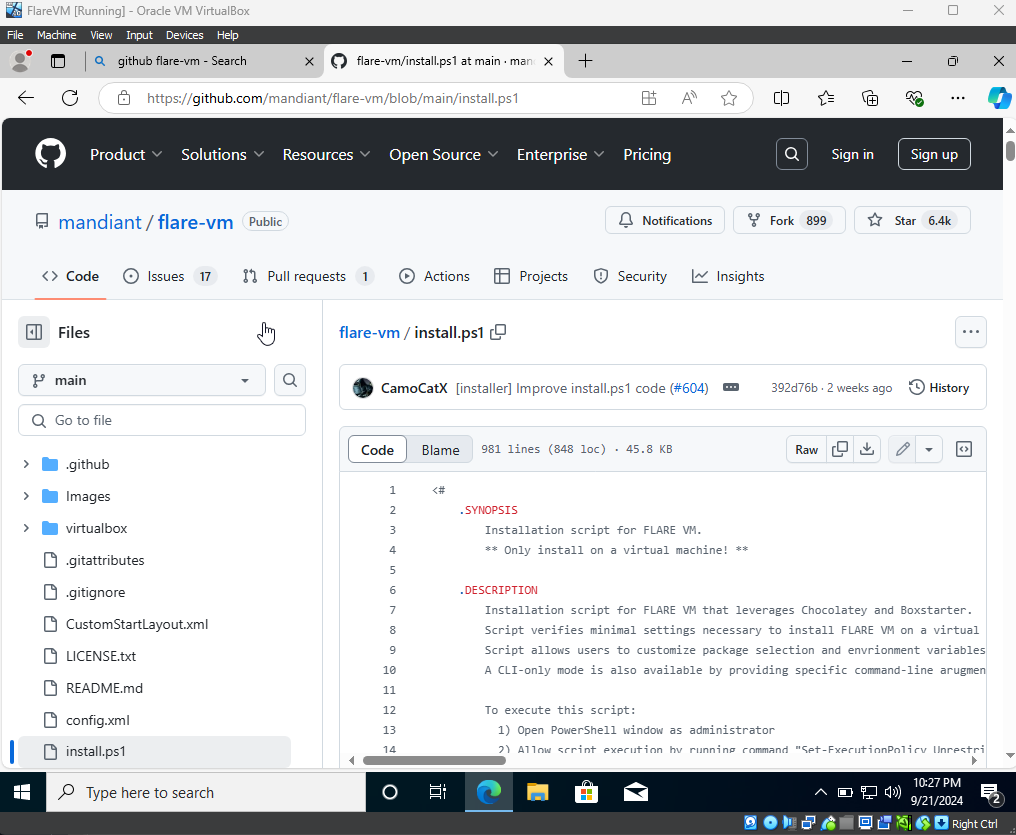 FlareVM [Running] - Oracle VM VirtualBox
File Machine View Input Devices Help
github flare-vm - Search
flare-vm/install.ps1 at main · man
https://github.com/mandiant/flare-vm/blob/main/install.ps1
Product Solutions Resources Open Source Enterprise Pricing Sign in Sign up
mandiant / flare-vm Public Notifications Fork 899 Star 6.4k
Code Issues 17 Pull requests 1 Actions Projects Security Insights
Files
main
Go to file
.github
Images
virtualbox
.gitattributes
.gitignore
CustomStartLayout.xml
LICENSE.txt
README.md
config.xml
install.ps1
flare-vm / install.ps1
CamoCatX [installer] Improve install.ps1 code (#604) 392d76b · 2 weeks ago History
Code Blame 981 lines (848 loc) · 45.8 KB Raw
1 <#
2 .SYNOPSIS
3 Installation script for FLARE VM.
4 ** Only install on a virtual machine! **
5
6 .DESCRIPTION
7 Installation script for FLARE VM that leverages Chocolatey and Boxstarter.
8 Script verifies minimal settings necessary to install FLARE VM on a virtual
9 Script allows users to customize package selection and envrionment variables
10 A CLI-only mode is also available by providing specific command-line arugmen
11
12 To execute this script:
13 1) Open PowerShell window as administrator
14 2) Allow script execution by running command "Set-ExecutionPolicy Unrestri
Type here to search
10:27 PM
9/21/2024
2
Right Ctrl